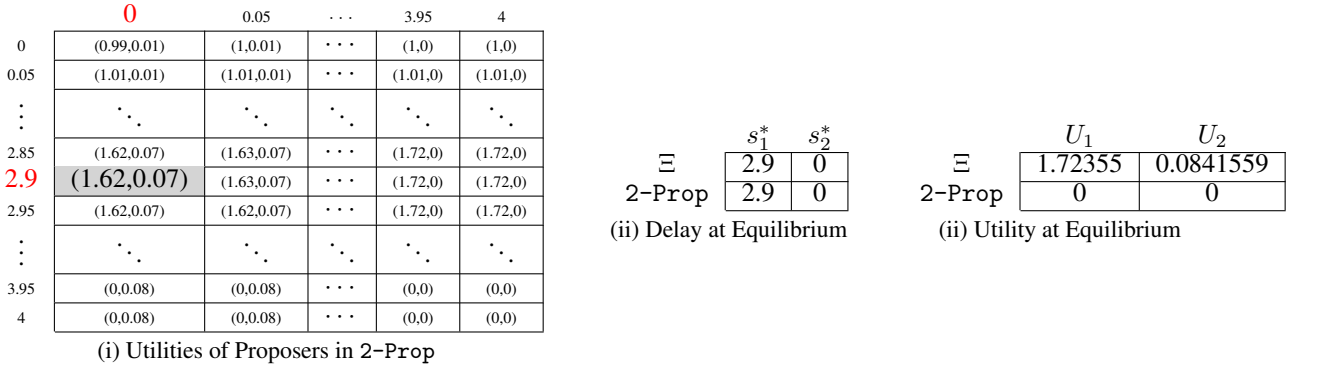 0 0.05 ⋯ 3.95 4
0 (0.99,0.01) (1,0.01) ⋯ (1,0) (1,0)
0.05 (1.01,0.01) (1.01,0.01) ⋯ (1.01,0) (1.01,0)
⋮ ⋱ ⋱ ⋱ ⋱ ⋱
2.85 (1.62,0.07) (1.63,0.07) ⋯ (1.72,0) (1.72,0)
2.9 (1.62,0.07) (1.63,0.07) ⋯ (1.72,0) (1.72,0)
2.95 (1.62,0.07) (1.62,0.07) ⋯ (1.72,0) (1.72,0)
⋮ ⋱ ⋱ ⋱ ⋱ ⋱
3.95 (0,0.08) (0,0.08) ⋯ (0,0) (0,0)
4 (0,0.08) (0,0.08) ⋯ (0,0) (0,0)
(i) Utilities of Proposers in 2-Prop
s₁* s₂*
Ξ 2.9 0
2-Prop 2.9 0
(ii) Delay at Equilibrium
U₁ U₂
Ξ 1.72355 0.0841559
2-Prop 0 0
(ii) Utility at Equilibrium